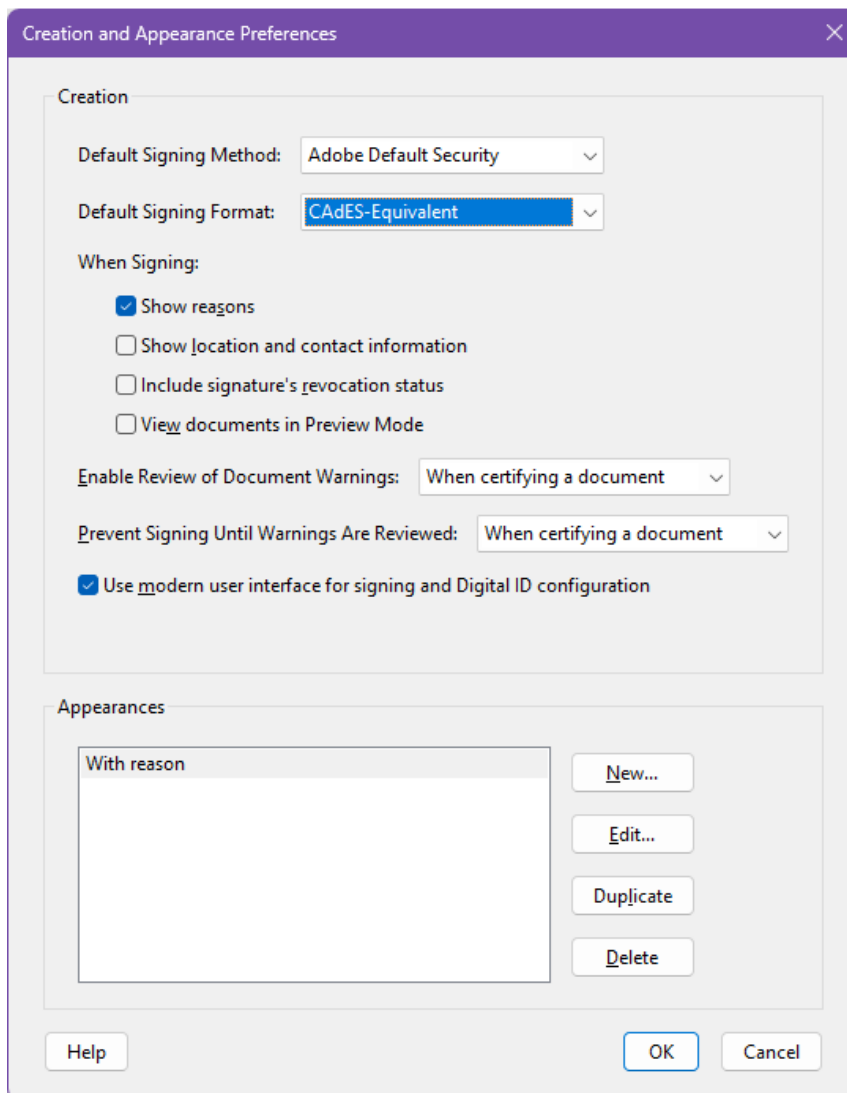 Creation and Appearance Preferences
Creation
Default Signing Method: Adobe Default Security
Default Signing Format: CAdES-Equivalent
When Signing:
Show reasons
Show location and contact information
Include signature's revocation status
View documents in Preview Mode
Enable Review of Document Warnings: When certifying a document
Prevent Signing Until Warnings Are Reviewed: When certifying a document
Use modern user interface for signing and Digital ID configuration
Appearances
With reason
New...
Edit...
Duplicate
Delete
Help OK Cancel